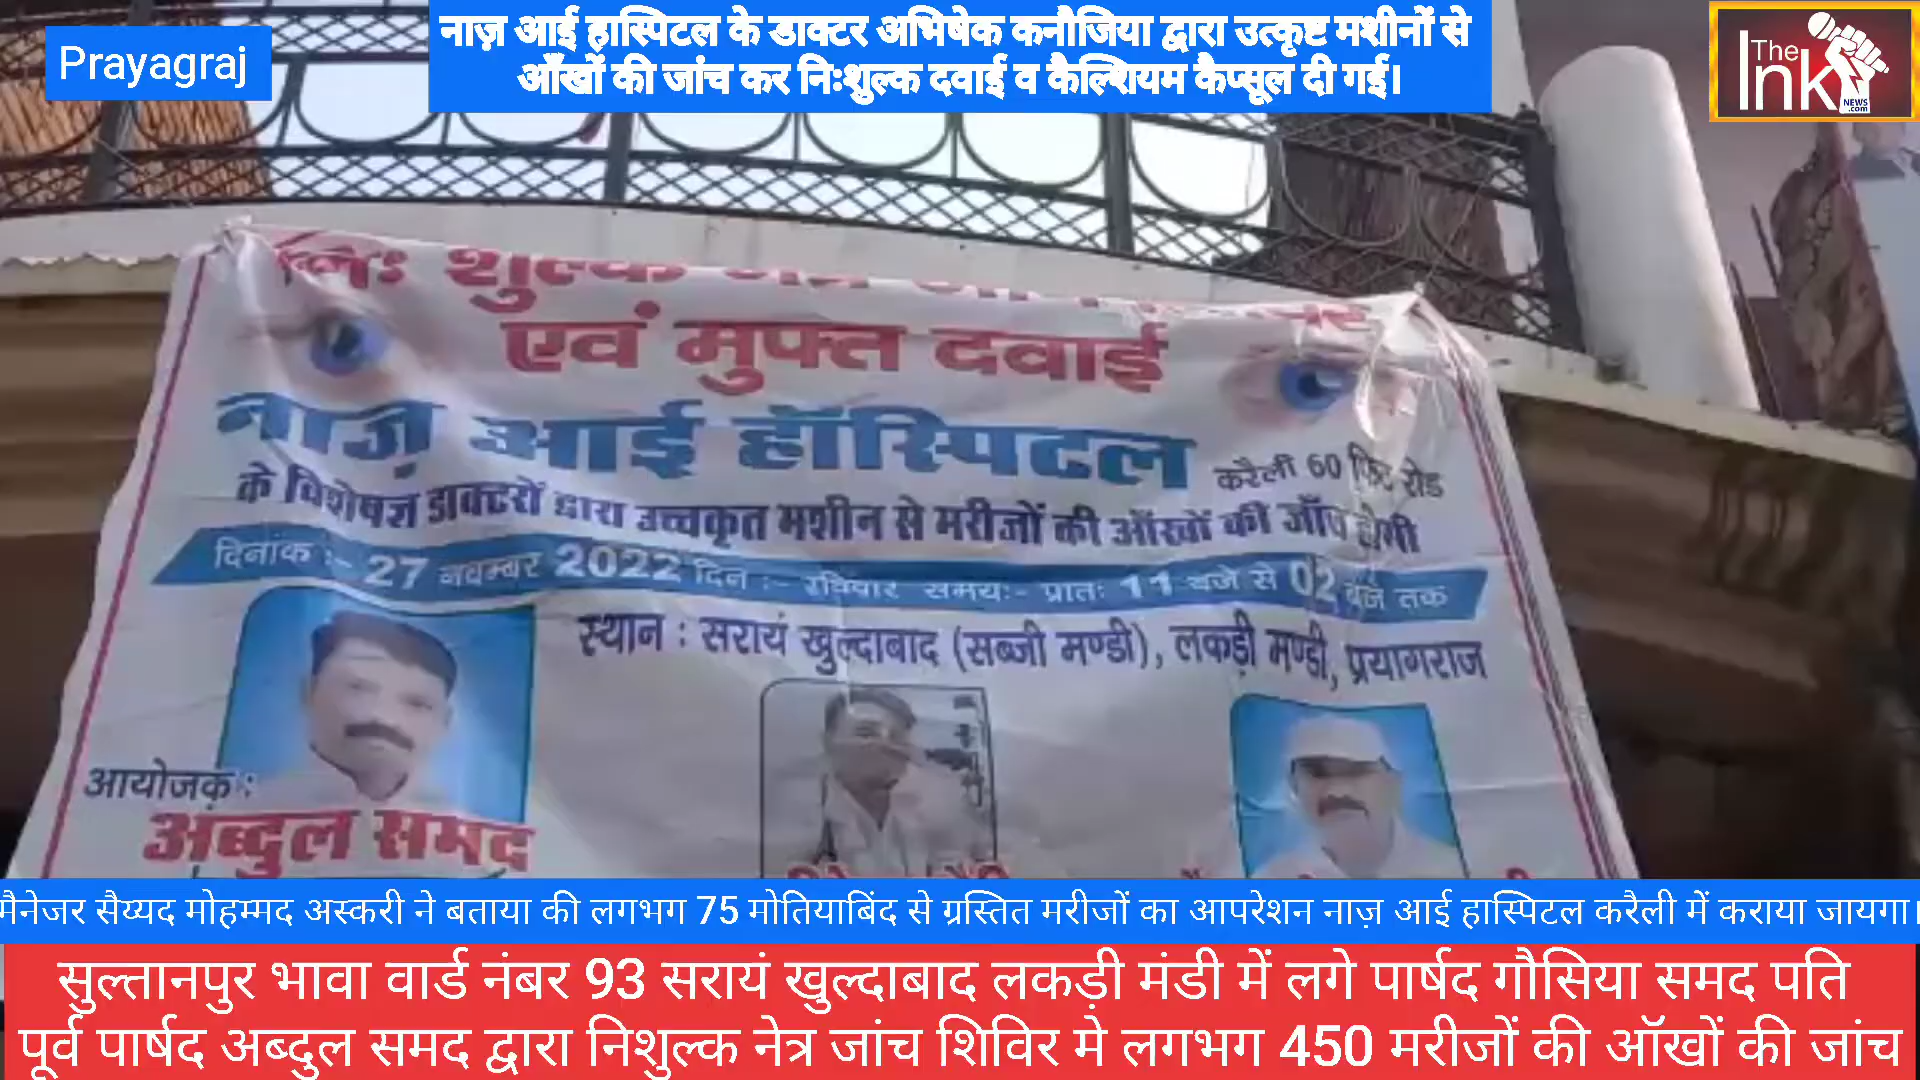 Prayagraj
नाज़ आई हास्पिटल के डाक्टर अभिषेक कनौजिया द्वारा उत्कृष्ट मशीनों से
आँखों की जांच कर निःशुल्क दवाई व कैल्शियम कैप्सूल दी गई।
The
Ink
NEWS
.com
निः शुल्क नेत्र
एवं मुफ्त दवाई
नाज़ आई हॉस्पिटल
करैली 60 फिट रोड
के विशेषज्ञ डाक्टरों द्वारा उच्चकृत मशीन से मरीजों की आँखों की जाँच होगी
दिनांक :- 27 नवम्बर 2022 दिन :- रविवार समय:- प्रातः 11 बजे से 02 बजे तक
स्थान : सरायं खुल्दाबाद (सब्जी मण्डी), लकड़ी मण्डी, प्रयागराज
आयोजक :
अब्दुल समद
मैनेजर सैय्यद मोहम्मद अस्करी ने बताया की लगभग 75 मोतियाबिंद से ग्रस्तित मरीजों का आपरेशन नाज़ आई हास्पिटल करैली में कराया जायगा।
सुल्तानपुर भावा वार्ड नंबर 93 सरायं खुल्दाबाद लकड़ी मंडी में लगे पार्षद गौसिया समद पति
पूर्व पार्षद अब्दुल समद द्वारा निशुल्क नेत्र जांच शिविर मे लगभग 450 मरीजों की ऑखों की जांच